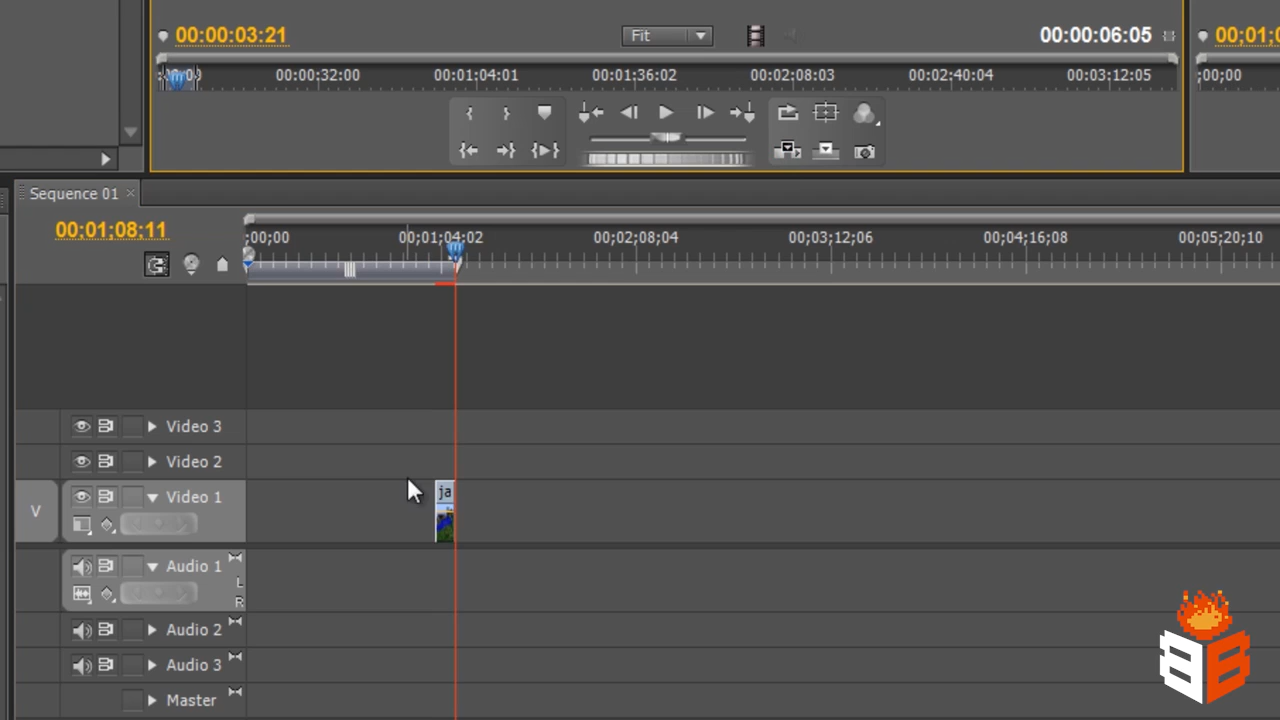 00:00:03:21
Fit
00:00:06:05
00;01;0
00:00:32:00
00:01:04:01
00:01:36:02
00:02:08:03
00:02:40:04
00:03:12:05
;00;00
Sequence 01
00;01;08;11
;00;00
00;01;04;02
00;02;08;04
00;03;12;06
00;04;16;08
00;05;20;10
Video 3
Video 2
V
Video 1
ja
Audio 1
L
R
Audio 2
Audio 3
Master